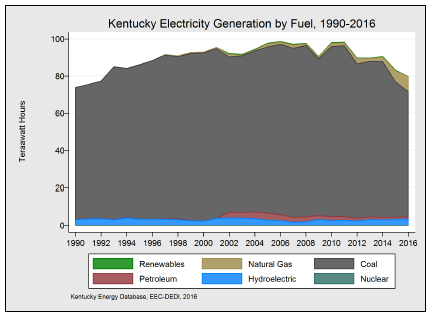 Kentucky Electricity Generation by Fuel, 1990-2016
Terawatt Hours
100
80
60
40
20
0
1990 1992 1994 1996 1998 2000 2002 2004 2006 2008 2010 2012 2014 2016
Renewables Natural Gas Coal
Petroleum Hydroelectric Nuclear
Kentucky Energy Database, EEC-DEDI, 2016